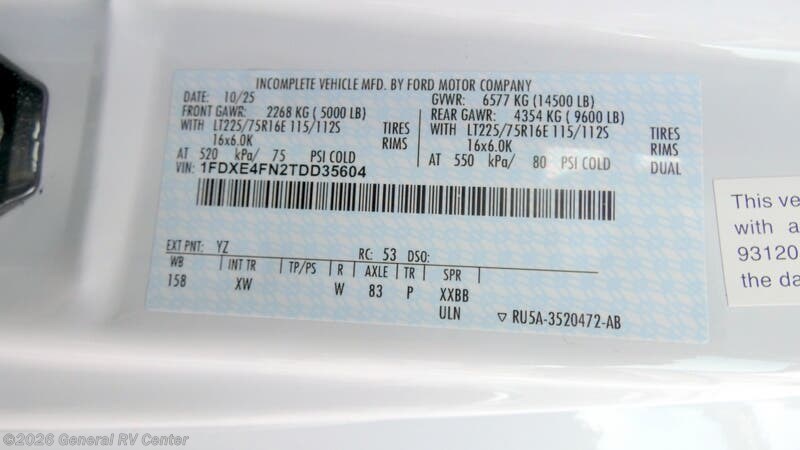 INCOMPLETE VEHICLE MFD. BY FORD MOTOR COMPANY
DATE: 10/25 GVWR: 6577 KG (14500 LB)
FRONT GAWR: 2268 KG (5000 LB) REAR GAWR: 4354 KG (9600 LB)
WITH LT225/75R16E 115/112S TIRES WITH LT225/75R16E 115/112S TIRES
16x6.0K RIMS 16x6.0K RIMS
AT 520 kPa/ 75 PSI COLD AT 550 kPa/ 80 PSI COLD DUAL
VIN: 1FDXE4FN2TDD35604
EXT PNT: YZ RC: 53 DSO:
WB INT TR TP/PS R AXLE TR SPR
158 XW W 83 P XXBB
ULN ▽ RU5A-3520472-AB
This ve
with a
93120
the da
©2026 General RV Center